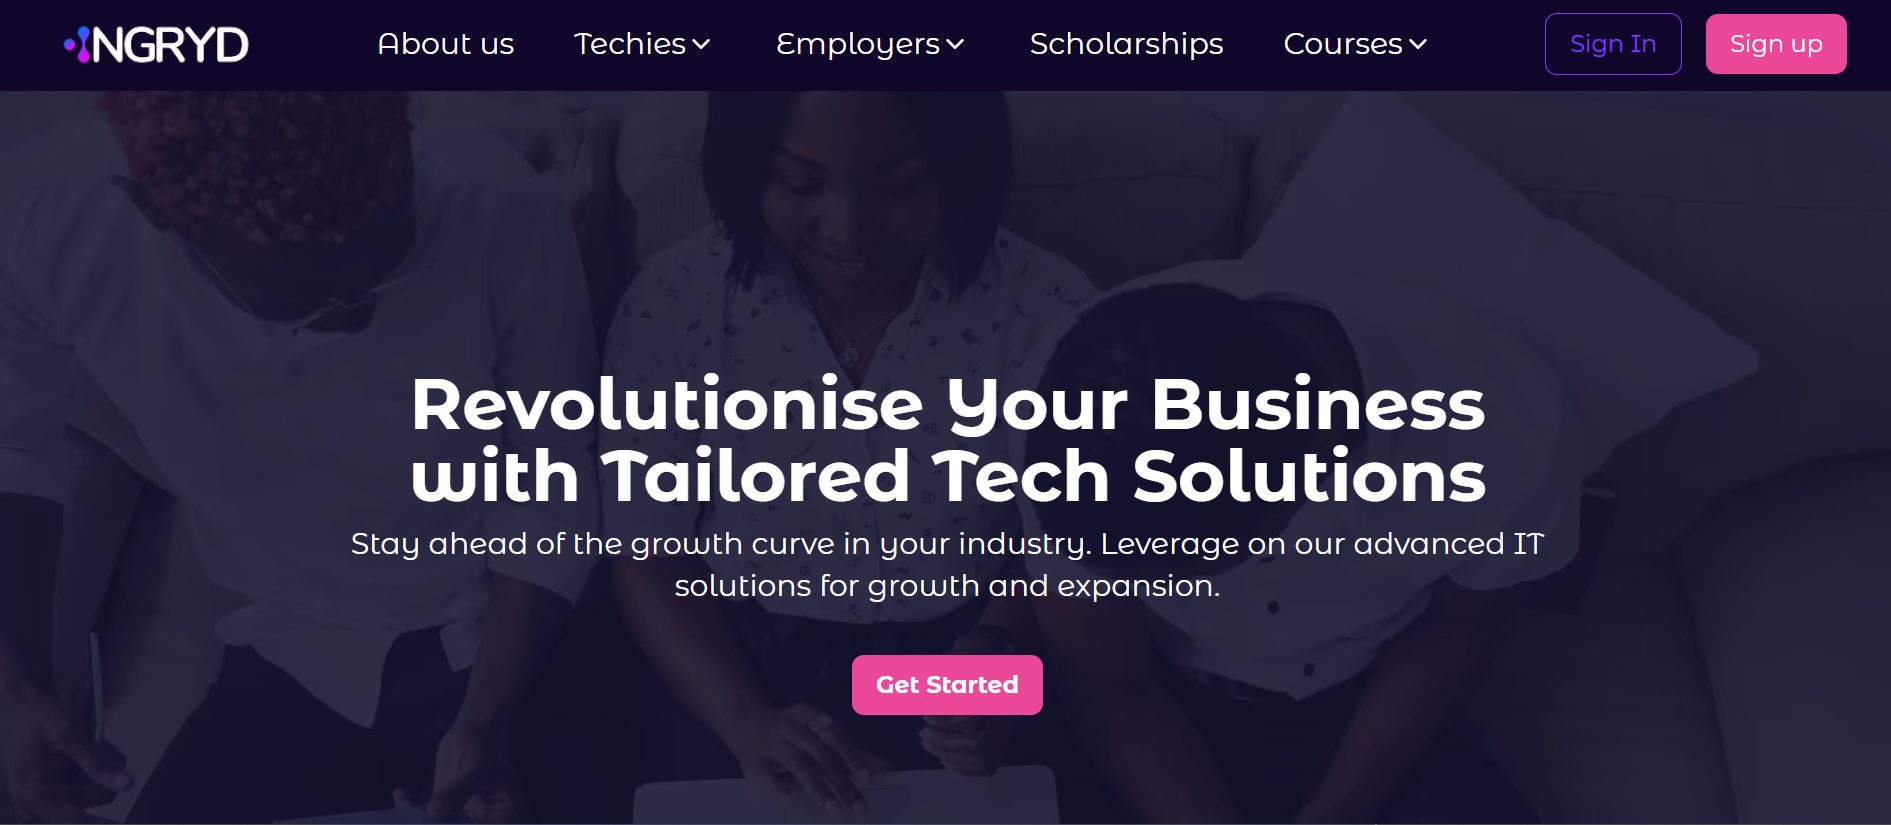 INGRYD
About us
Techies
Employers
Scholarships
Courses
Sign In
Sign up
Revolutionise Your Business
with Tailored Tech Solutions
Stay ahead of the growth curve in your industry. Leverage on our advanced IT
solutions for growth and expansion.
Get Started